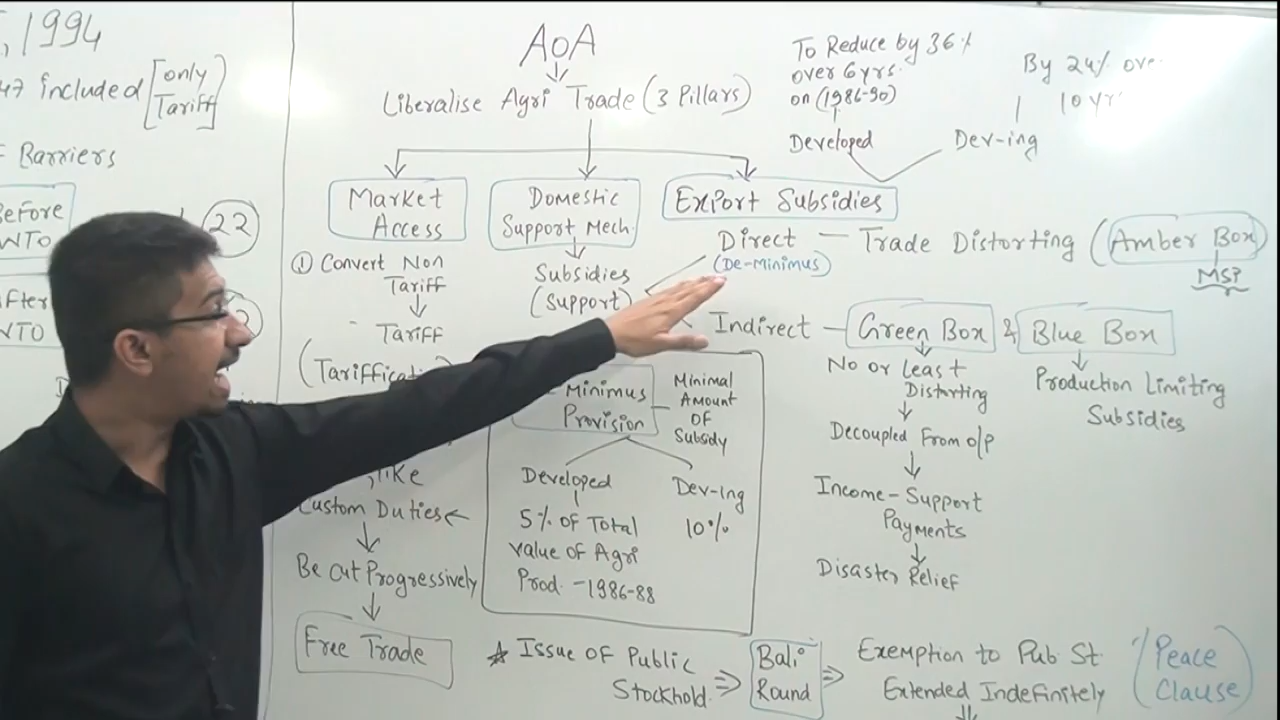 , 1994
47 included [only
Tariff]
Barriers
Before
WTO
22
After
WTO
AOA
Liberalise Agri Trade (3 Pillars)
To Reduce by 36%
over 6yrs.
on (1986-90)
Developed
By 24% ove
10 yr
Dev-ing
Market
Access
① Convert Non
Tariff
Tariff
(Tariffication
, like
Custom Duties
Be cut Progressively
Free Trade
Domestic
Support Mech.
Subsidies
(Support)
Export Subsidies
Direct — Trade Distorting (Amber Box)
(De-Minimus)
MSP
Indirect — Green Box & Blue Box
No or Least
Distorting
Decoupled From O/P
Income-Support
Payments
Disaster Relief
Production Limiting
Subsidies
- Minimus
Provision
Minimal
Amount
OF
Subsdy
Developed
5% OF Total
value of Agri
Prod. - 1986-88
Dev-ing
10%
☆ Issue OF Public
Stockhold.
Bali
Round
Exemption to Pub St.
Extended Indefinitely
(Peace
Clause)